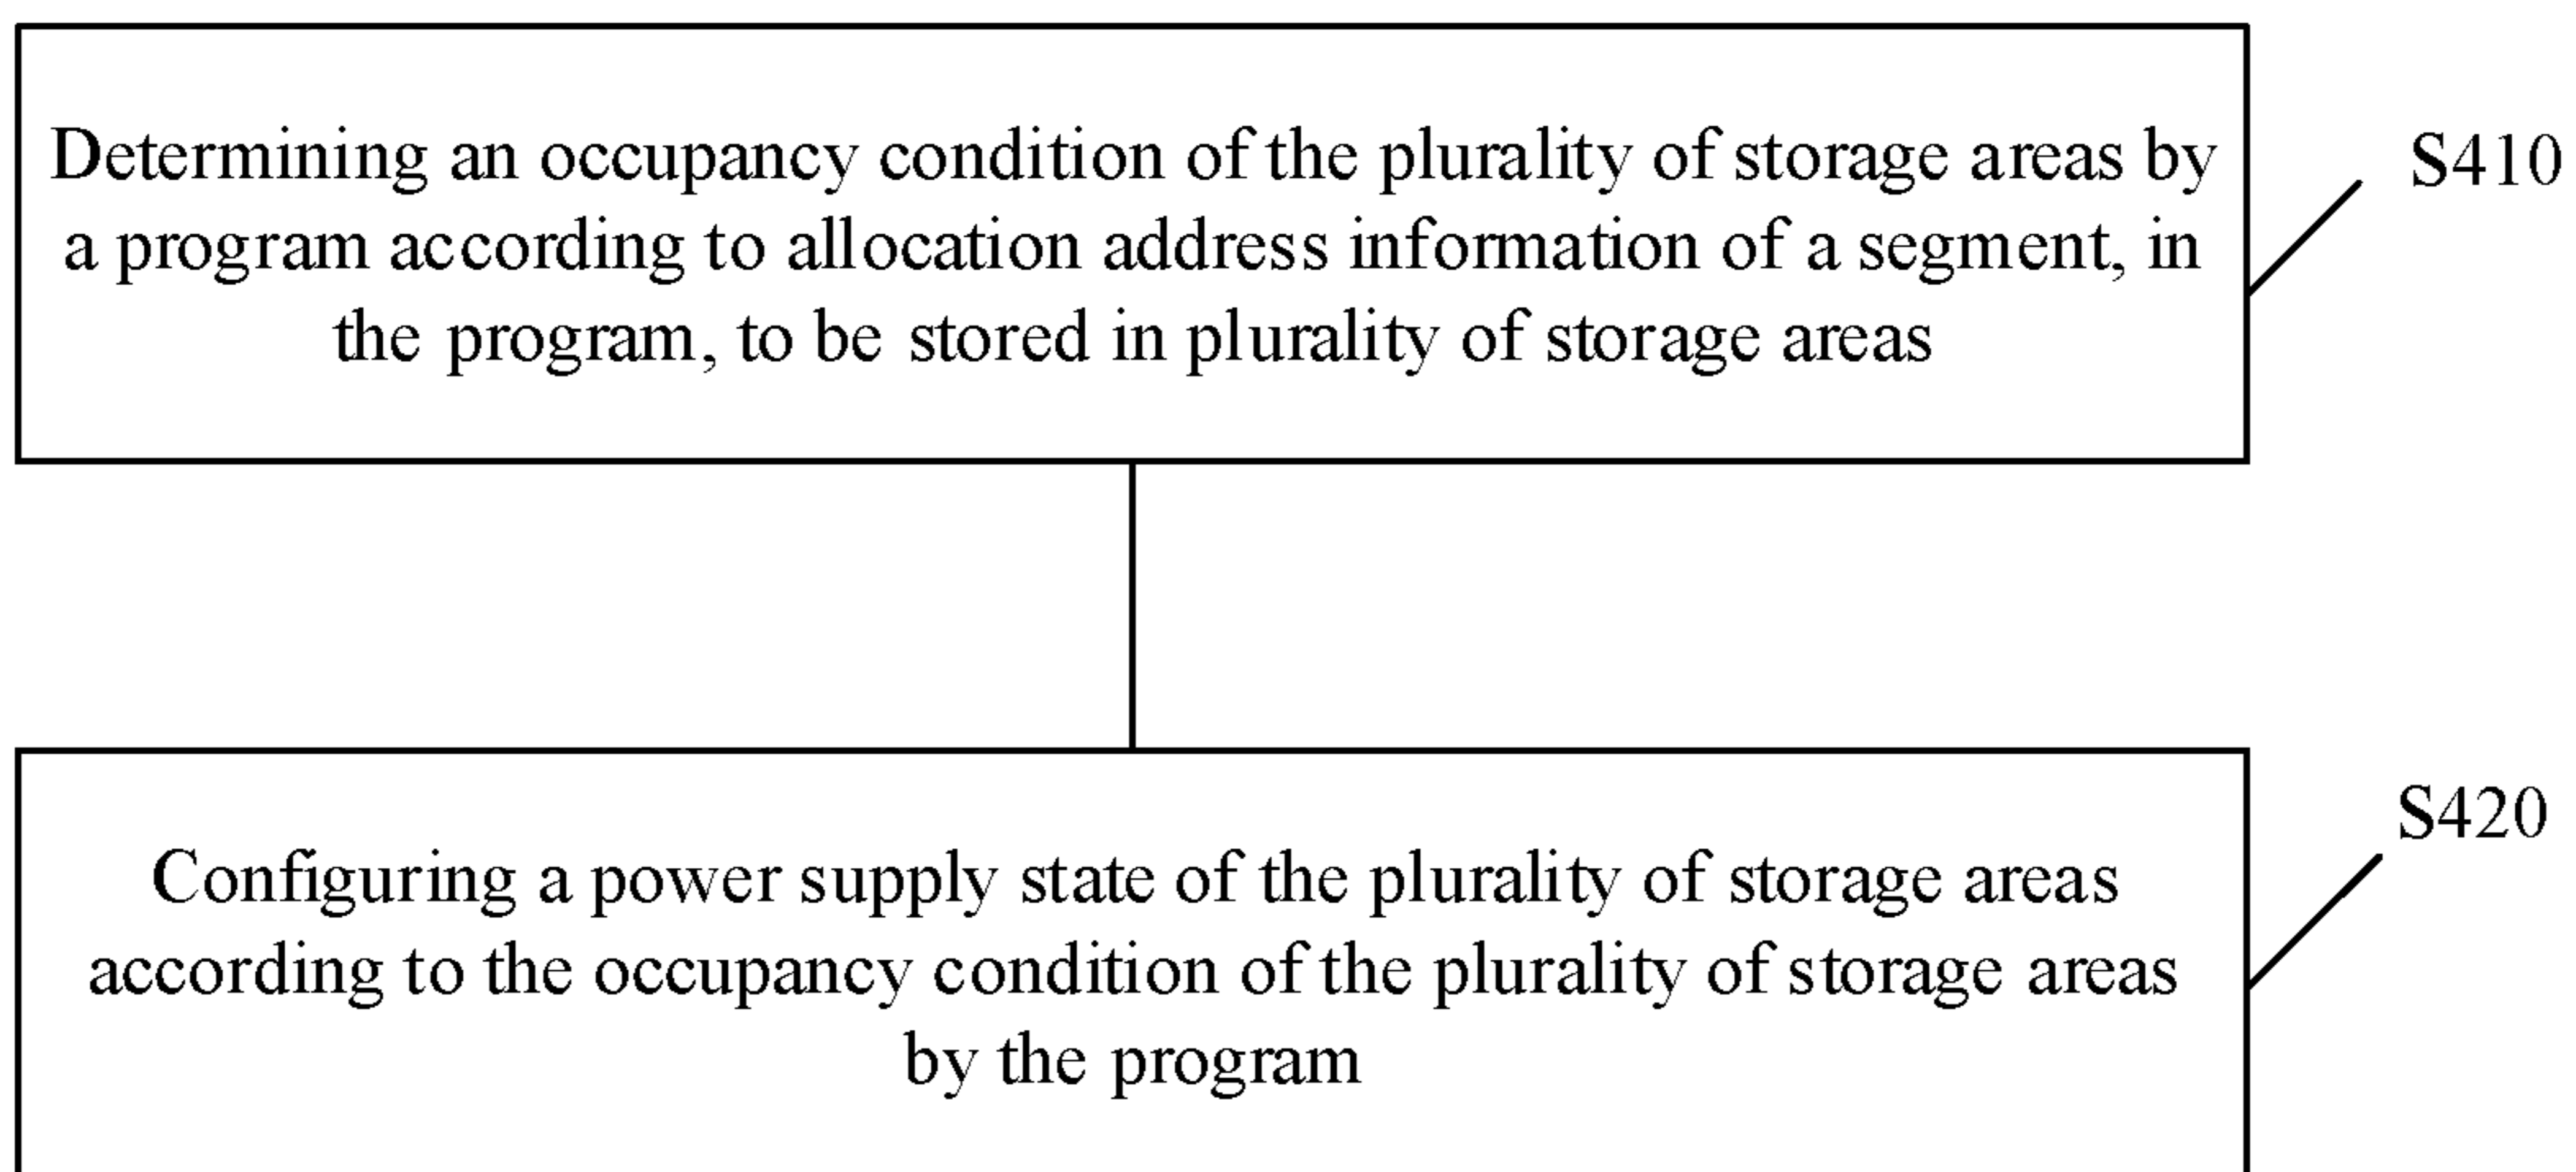 Determining an occupancy condition of the plurality of storage areas by
a program according to allocation address information of a segment, in
the program, to be stored in plurality of storage areas
S410
Configuring a power supply state of the plurality of storage areas
according to the occupancy condition of the plurality of storage areas
by the program
S420